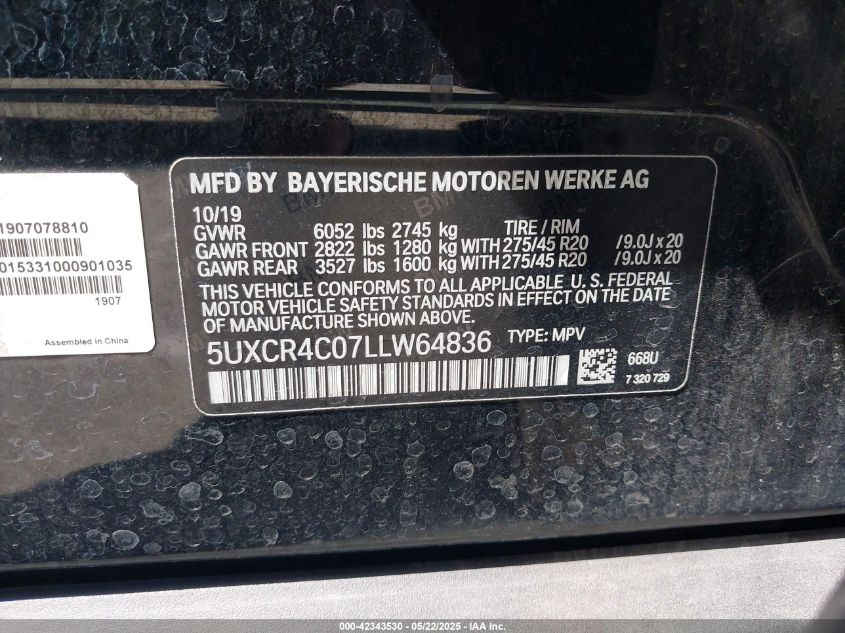 MFD BY BAYERISCHE MOTOREN WERKE AG
10/19
GVWR 6052 lbs 2745 kg TIRE / RIM
GAWR FRONT 2822 lbs 1280 kg WITH 275/45 R20 / 9.0J x 20
GAWR REAR 3527 lbs 1600 kg WITH 275/45 R20 / 9.0J x 20
THIS VEHICLE CONFORMS TO ALL APPLICABLE U. S. FEDERAL
MOTOR VEHICLE SAFETY STANDARDS IN EFFECT ON THE DATE
OF MANUFACTURE SHOWN ABOVE.
5UXCR4C07LLW64836 TYPE: MPV
668U
7 320 729
1907078810
015331000901035
1907
Assembled in China
000-42343530 - 05/22/2025 - IAA Inc.